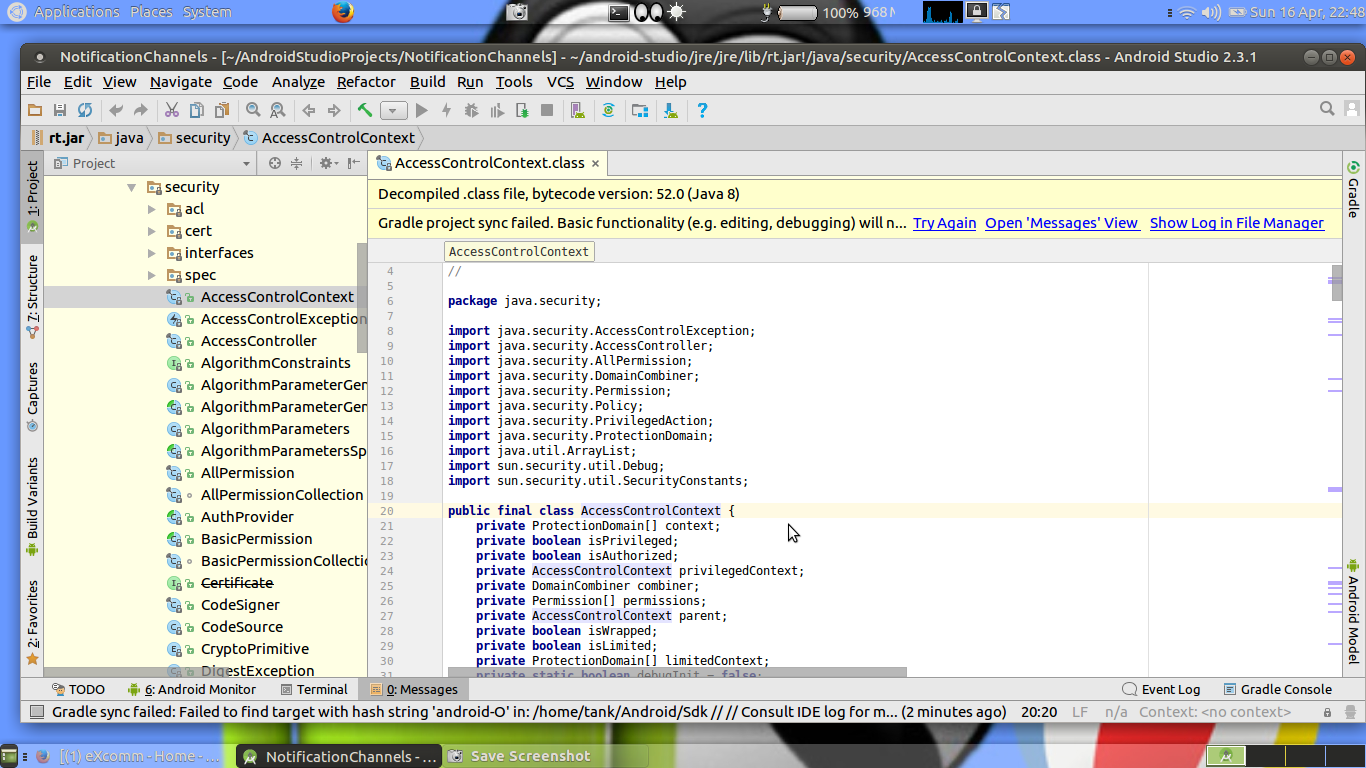 Applications Places System 100% 968 Sun 16 Apr, 22:48
NotificationChannels - [~/AndroidStudioProjects/NotificationChannels] - ~/android-studio/jre/jre/lib/rt.jar!/java/security/AccessControlContext.class - Android Studio 2.3.1
File Edit View Navigate Code Analyze Refactor Build Run Tools VCS Window Help
rt.jar java security AccessControlContext
Project
AccessControlContext.class
1: Project
7: Structure
Captures
Build Variants
2: Favorites
security
acl
cert
interfaces
spec
AccessControlContext
AccessControlException
AccessController
AlgorithmConstraints
AlgorithmParameterGen
AlgorithmParameterGen
AlgorithmParameters
AlgorithmParametersSp
AllPermission
AllPermissionCollection
AuthProvider
BasicPermission
BasicPermissionCollectio
Certificate
CodeSigner
CodeSource
CryptoPrimitive
DigestException
Decompiled .class file, bytecode version: 52.0 (Java 8)
Gradle project sync failed. Basic functionality (e.g. editing, debugging) will n... Try Again Open 'Messages' View Show Log in File Manager
AccessControlContext
4 //
5
6 package java.security;
7
8 import java.security.AccessControlException;
9 import java.security.AccessController;
10 import java.security.AllPermission;
11 import java.security.DomainCombiner;
12 import java.security.Permission;
13 import java.security.Policy;
14 import java.security.PrivilegedAction;
15 import java.security.ProtectionDomain;
16 import java.util.ArrayList;
17 import sun.security.util.Debug;
18 import sun.security.util.SecurityConstants;
19
20 public final class AccessControlContext {
21 private ProtectionDomain[] context;
22 private boolean isPrivileged;
23 private boolean isAuthorized;
24 private AccessControlContext privilegedContext;
25 private DomainCombiner combiner;
26 private Permission[] permissions;
27 private AccessControlContext parent;
28 private boolean isWrapped;
29 private boolean isLimited;
30 private ProtectionDomain[] limitedContext;
31 private static boolean debugInit = false;
Gradle
Android Model
TODO 6: Android Monitor Terminal 0: Messages Event Log Gradle Console
Gradle sync failed: Failed to find target with hash string 'android-O' in: /home/tank/Android/Sdk // // Consult IDE log for m... (2 minutes ago) 20:20 LF n/a Context: <no context>
[(1) eXcomm - Home - ... NotificationChannels - ... Save Screenshot